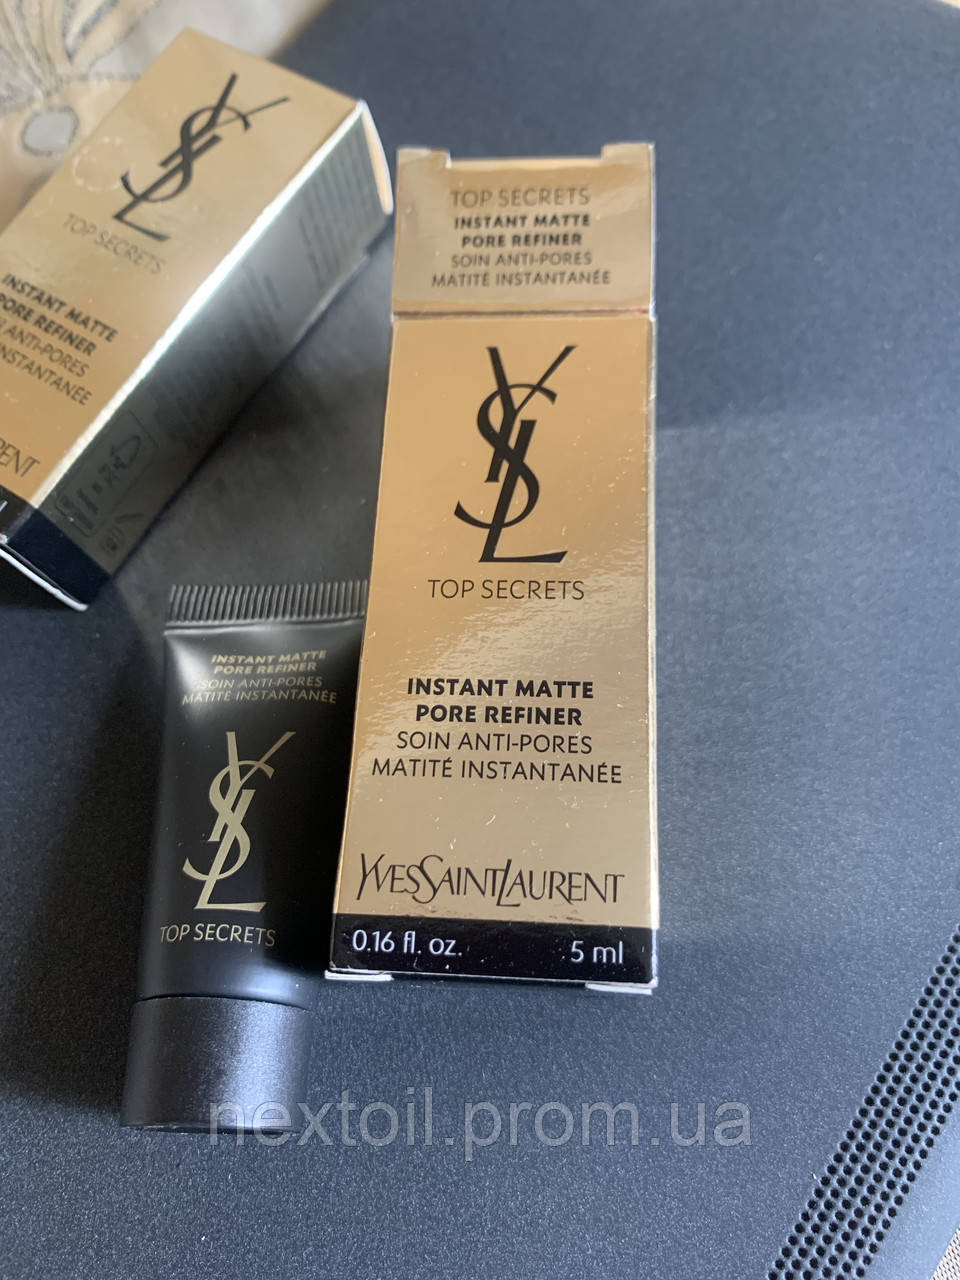 YSL
TOP SECRETS
INSTANT MATTE
PORE REFINER
ANTI-PORES
INSTANTANÉE
TOP SECRETS
INSTANT MATTE
PORE REFINER
SOIN ANTI-PORES
MATITÉ INSTANTANÉE
YSL
TOP SECRETS
INSTANT MATTE
PORE REFINER
SOIN ANTI-PORES
MATITÉ INSTANTANÉE
YVESSAINTLAURENT
0.16 fl. oz. 5 ml
INSTANT MATTE
PORE REFINER
SOIN ANTI-PORES
MATITÉ INSTANTANÉE
YSL
TOP SECRETS
nextoil.prom.ua